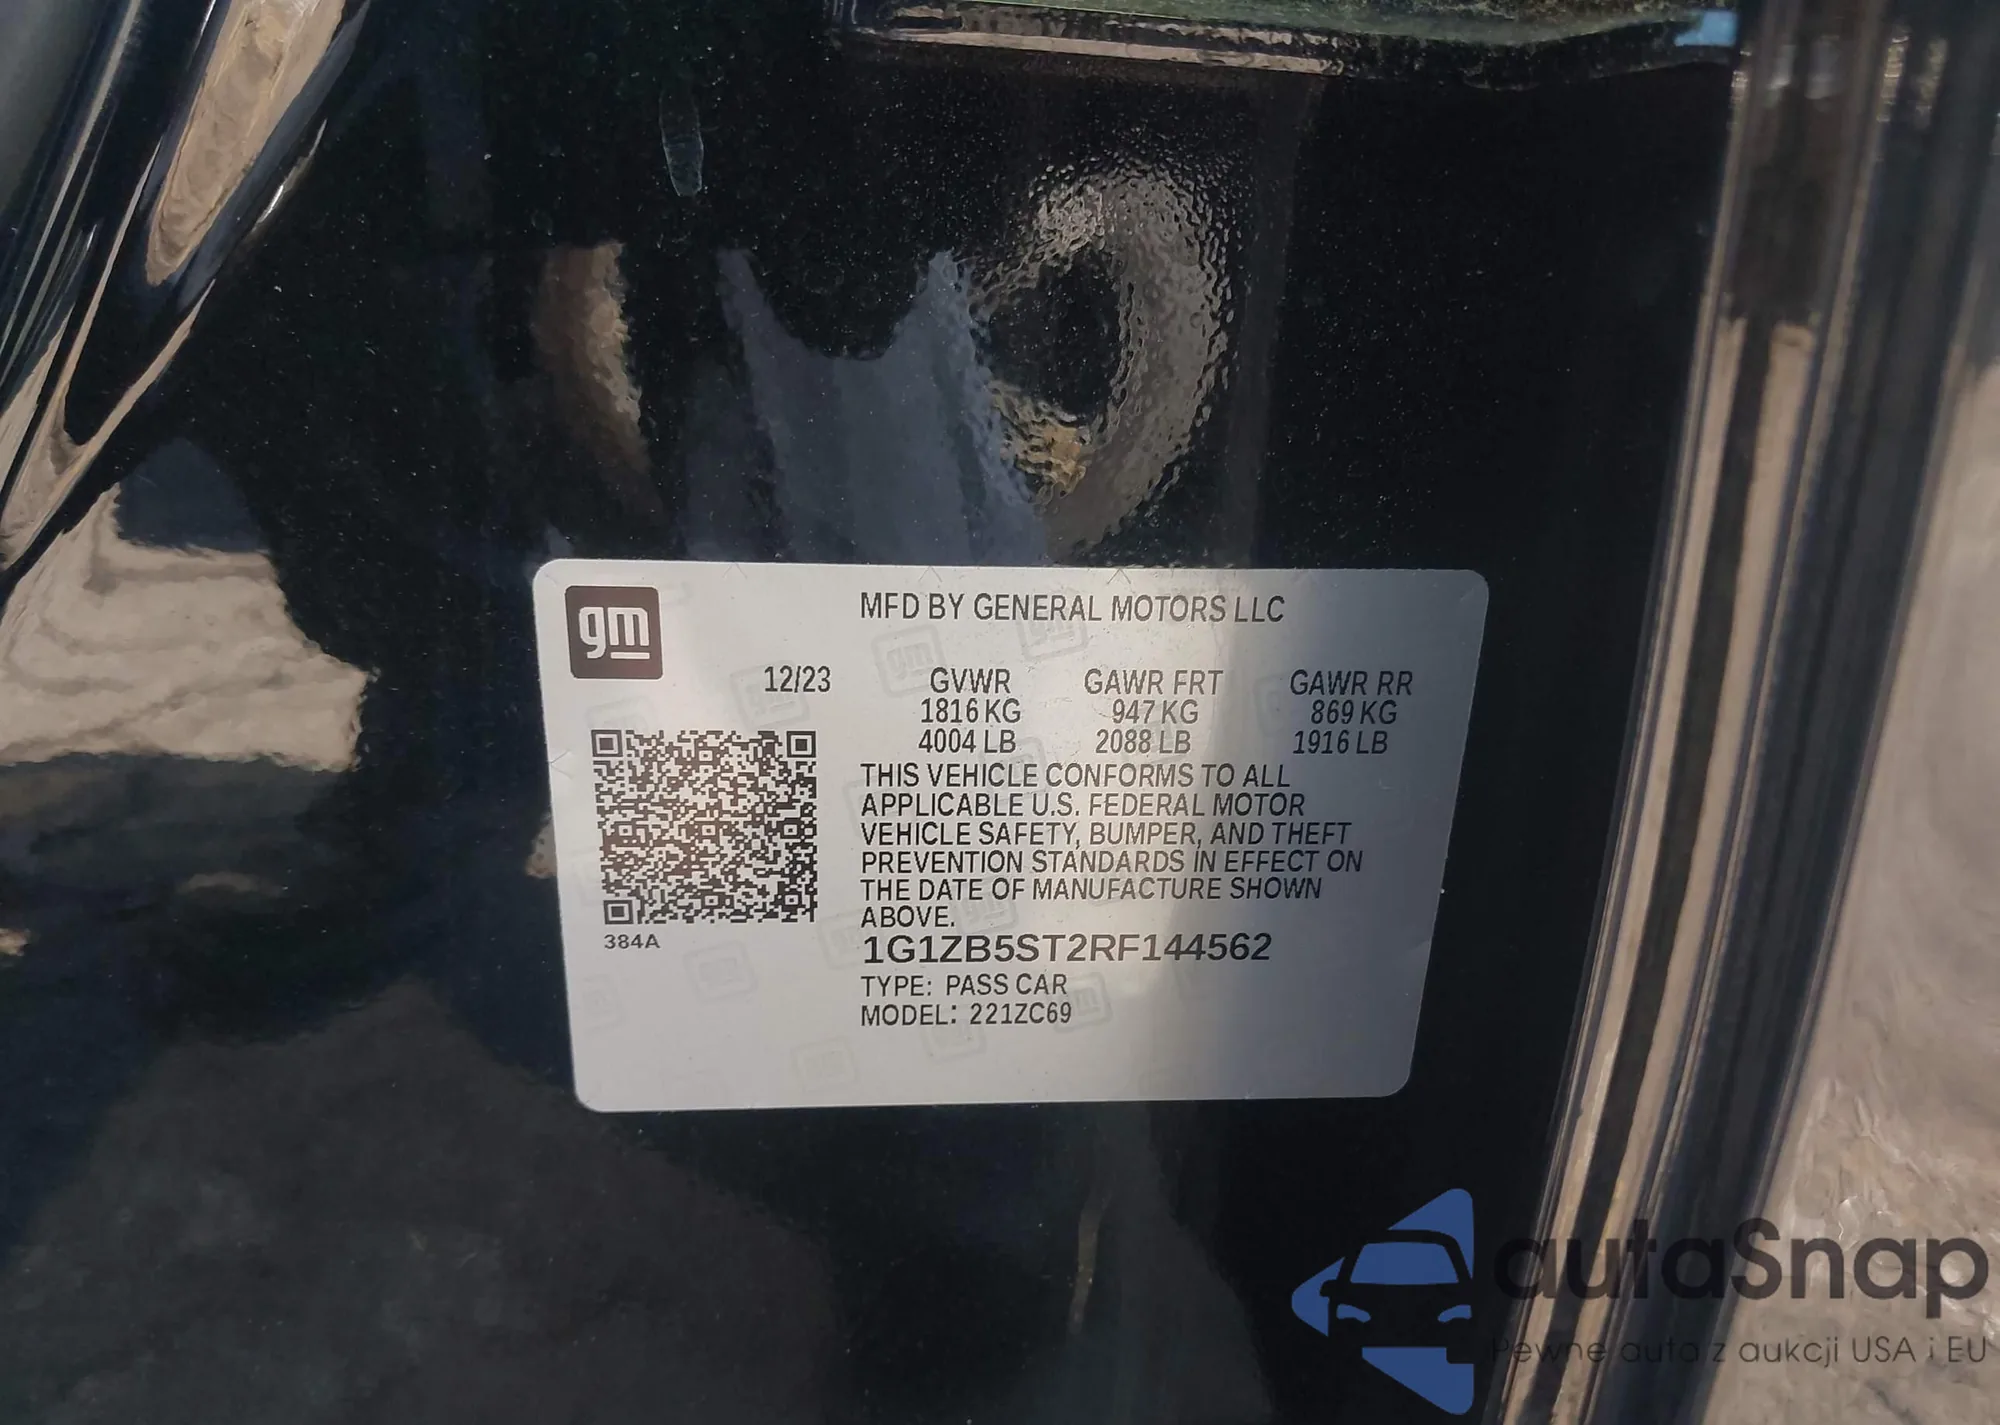 gm
MFD BY GENERAL MOTORS LLC
12/23 GVWR GAWR FRT GAWR RR
1816 KG 947 KG 869 KG
4004 LB 2088 LB 1916 LB
THIS VEHICLE CONFORMS TO ALL
APPLICABLE U.S. FEDERAL MOTOR
VEHICLE SAFETY, BUMPER, AND THEFT
PREVENTION STANDARDS IN EFFECT ON
THE DATE OF MANUFACTURE SHOWN
ABOVE.
384A
1G1ZB5ST2RF144562
TYPE: PASS CAR
MODEL: 221ZC69
autaSnap
Pewne auta z aukcji USA i EU